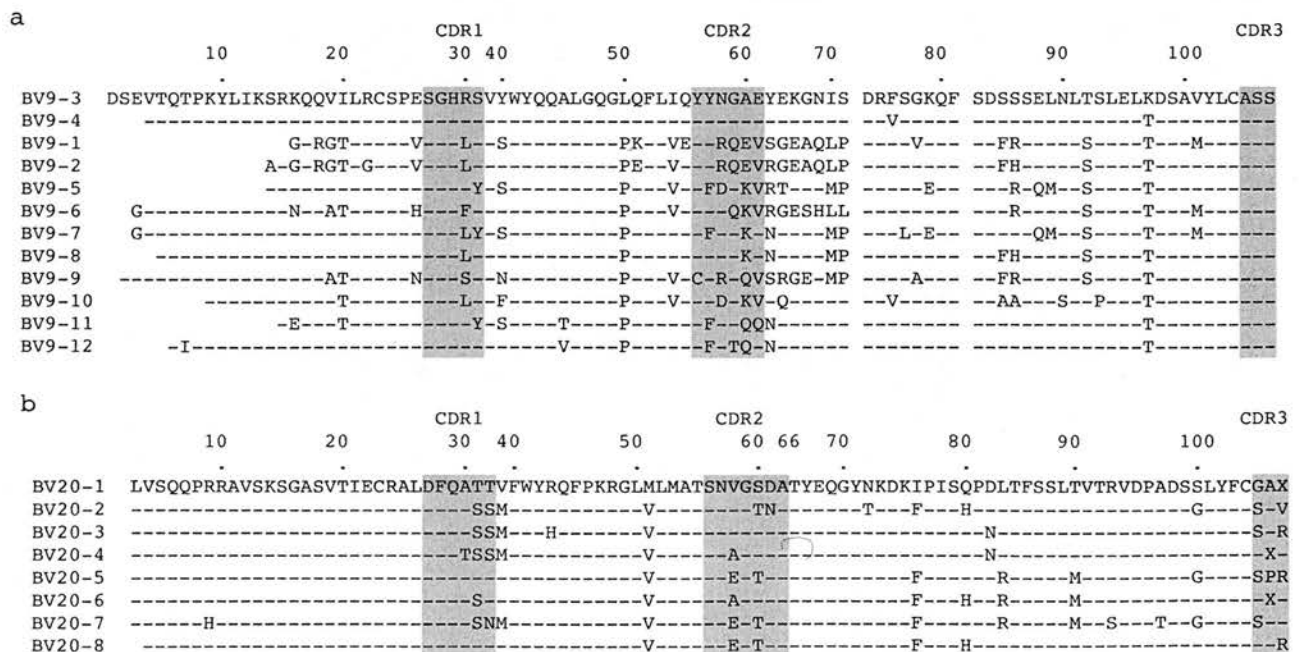 a
CDR1 CDR2 CDR3
10 20 30 40 50 60 70 80 90 100
BV9-3 DSEVTQTPKYLIKSRKQQVILRCSPESGHRSVYWYQQALGQGLQFLIQYYNGAEYEKGNIS DRFSGKQF SDSSSELNLTSLELKDSAVYLCASS
BV9-4 ---------------------------------------------------------- --V----- --------------T----------
BV9-1 G-RGT-----V---L--S---------PK--VE--RQEVSGEAQLP ----V--- ---FR-----S----T---M-----
BV9-2 A-G-RGT--G---V---L------------PE--V---RQEVRGEAQLP -------- ---FH-----S----T---------
BV9-5 -----------------Y-S---------P---V--FD-KVRT---MP -----E-- ----R-QM--S----T---------
BV9-6 G------------N--AT-----H---F------------P---V----QKVRGESHLL -------- ----R-----S----T---M-----
BV9-7 G--------------------------LY-S---------P------F--K-N----MP ----L-E- ------QM--S----T---------
BV9-8 -------------------------L------------P---------K-N----MP -------- ---FH-----S----T---------
BV9-9 -----------------AT-----N---S--N---------P---V-C-R-QVSRGE-MP ----A--- ---FR-----S----T---------
BV9-10 -----------T---------L--F---------P---V---D-KV-Q----- --V----- ---AA---S--P---T----------
BV9-11 -E---T----------Y-S----T----P------F--QQN------- -------- --------------T----------
BV9-12 -I------------------------------V----P------F-TQ-N------- -------- --------------T----------
b
CDR1 CDR2 CDR3
10 20 30 40 50 60 66 70 80 90 100
BV20-1 LVSQQPRRAVSKSGASVTIECRALDFQATTVFWYRQFPKRGLMLMATSNVGSDATYEQGYNKDKIPISQPDLTFSSLTVTRVDPADSSLYFCGAX
BV20-2 ----------------------------SSM-----------V--------TN--------T---F---H------------------G----S-V
BV20-3 ----------------------------SS---H-------V---------------------------N---------------------S-R
BV20-4 ---------------------------TSSM-----------V------A--------------------N----------------------X-
BV20-5 ------------------------------------------V------E-T------------F------R-----M---------G----SPR
BV20-6 ----------------------------S-------------V------A--------------F---H--R-----M--------------X-
BV20-7 ------H---------------------SNM-----------V------E-T------------F------R-----M--S---T--G----S--
BV20-8 -----------------------------------------V------E-T------------F---H-------------------------R